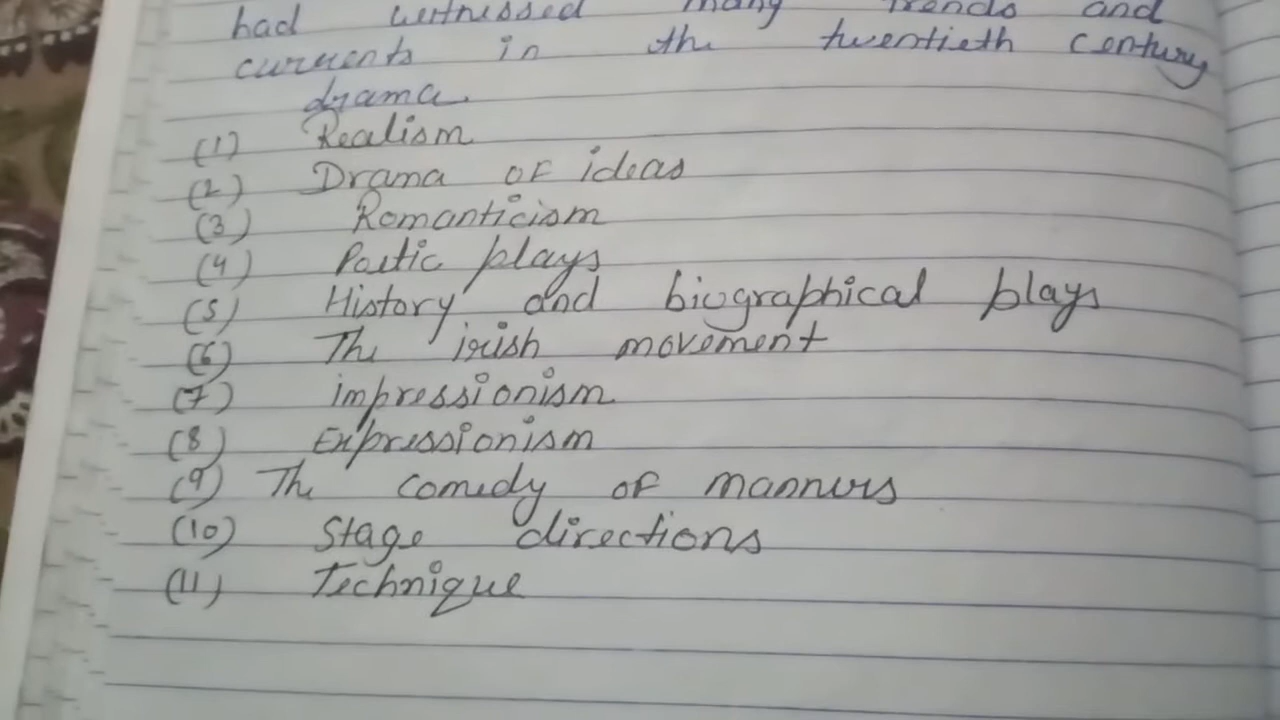 had witnessed many trends and
currents in the twentieth century
drama.
(1) Realism
(2) Drama of ideas
(3) Romanticism
(4) Poetic plays
(5) History and biographical plays
(6) The irish movement
(7) impressionism
(8) Expressionism
(9) The comedy of manners
(10) Stage directions
(11) Technique